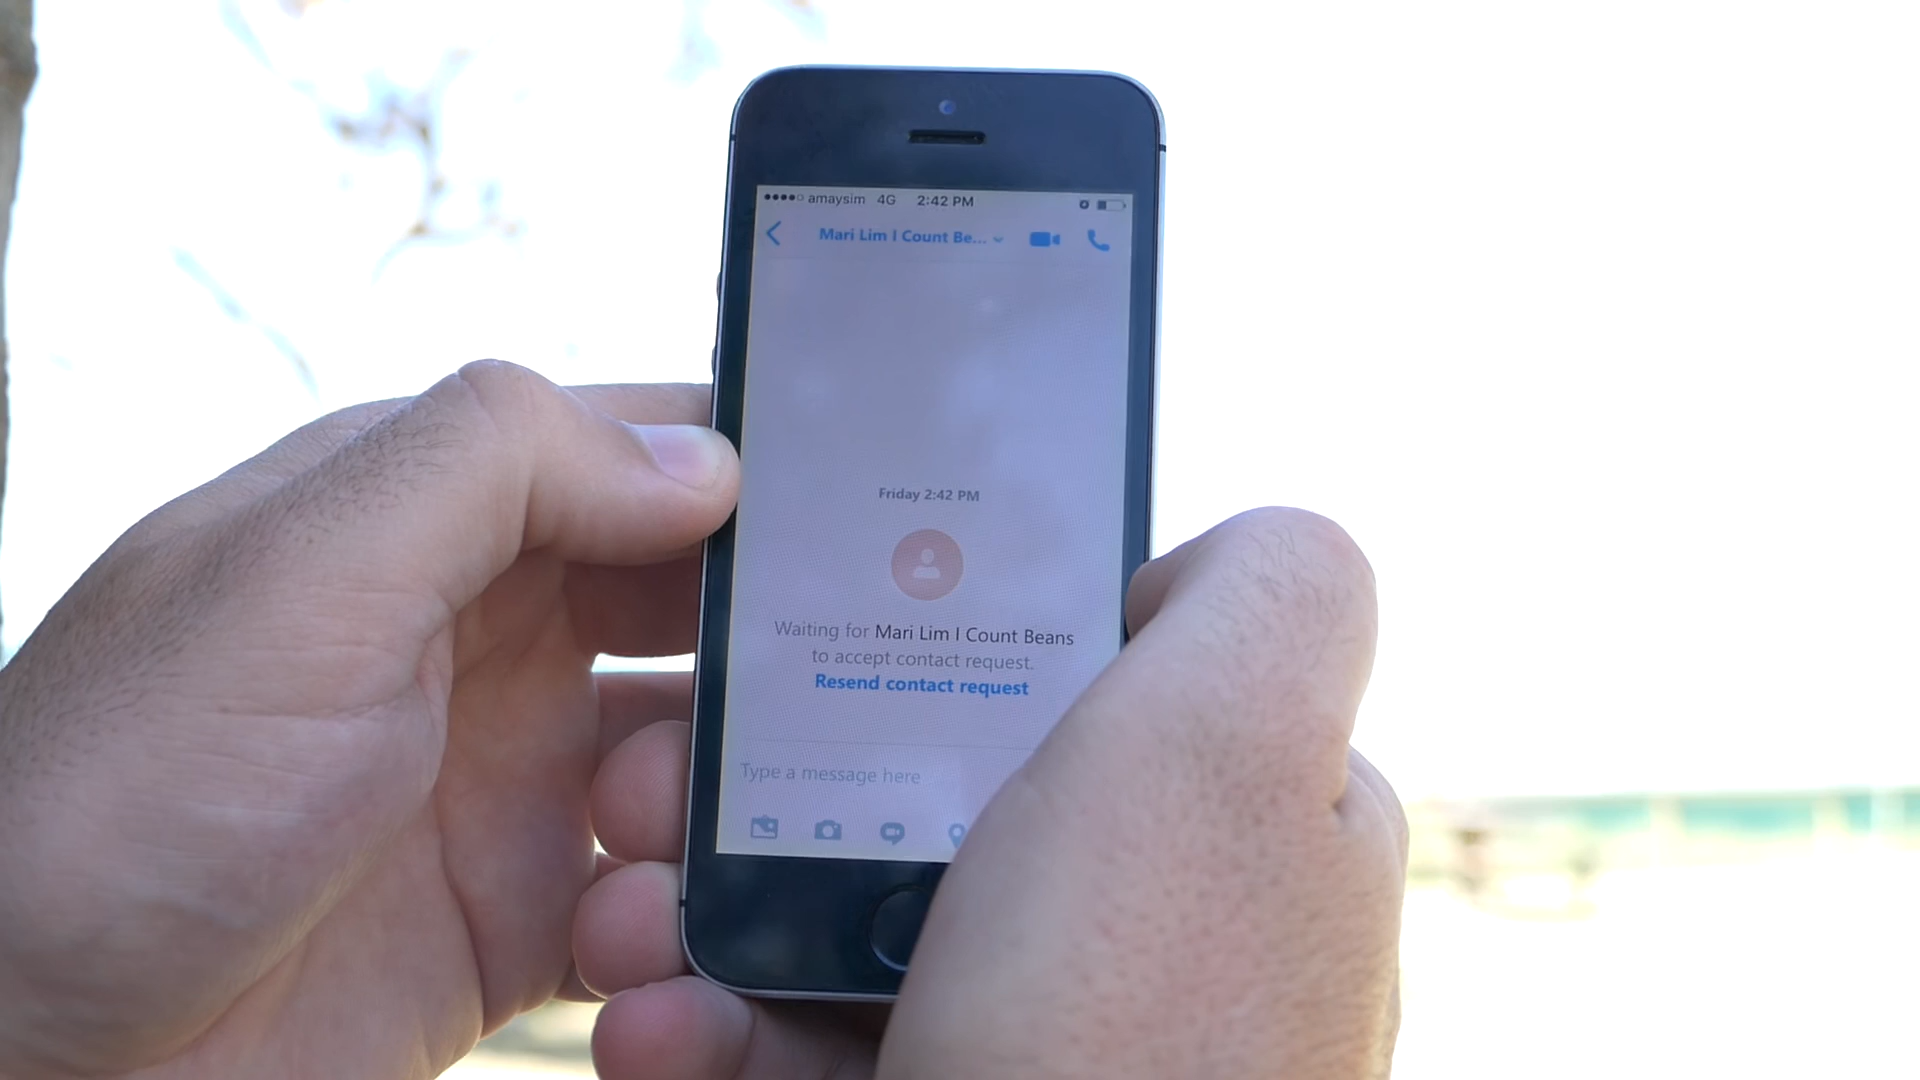 amaysim 4G 2:42 PM
Mari Lim I Count Be...
Friday 2:42 PM
Waiting for Mari Lim I Count Beans
to accept contact request.
Resend contact request
Type a message here